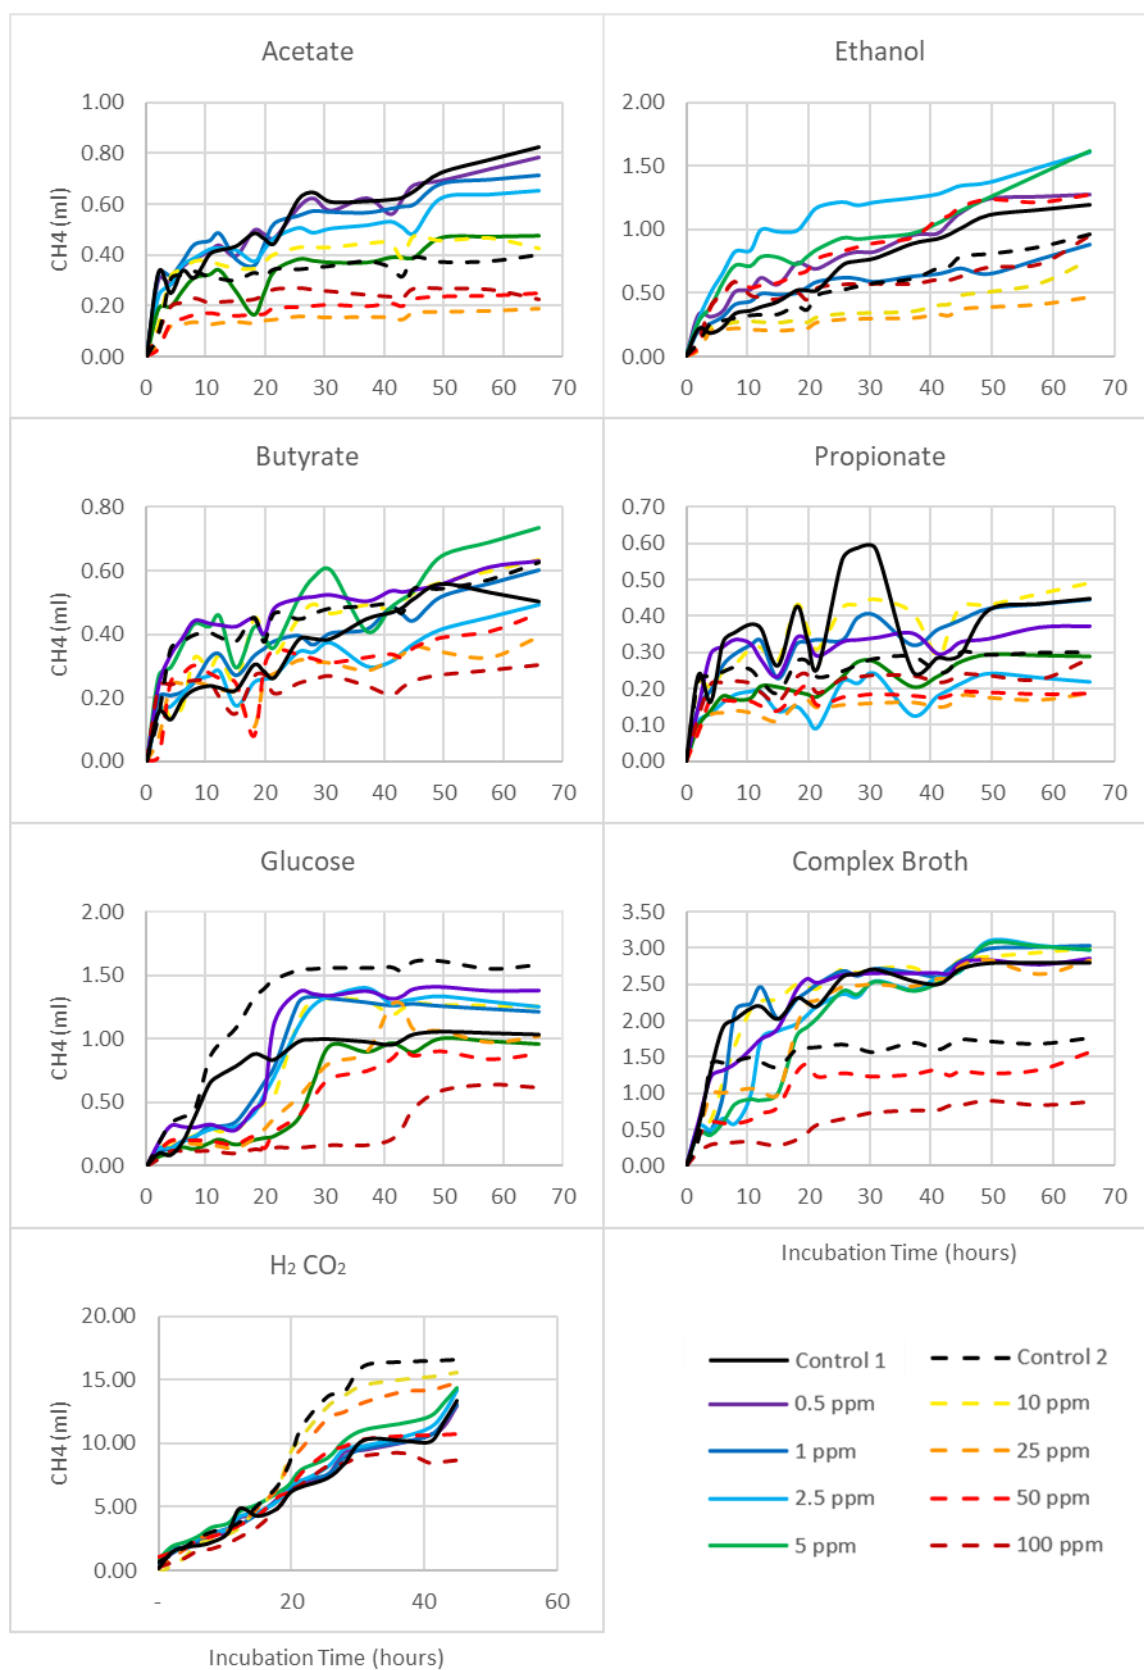 Acetate
1.00
0.80
0.60
0.40
0.20
0.00
CH4 (ml)
0 10 20 30 40 50 60 70
Ethanol
2.00
1.50
1.00
0.50
0.00
0 10 20 30 40 50 60 70
Butyrate
0.80
0.60
0.40
0.20
0.00
CH4 (ml)
0 10 20 30 40 50 60 70
Propionate
0.70
0.60
0.50
0.40
0.30
0.20
0.10
0.00
0 10 20 30 40 50 60 70
Glucose
2.00
1.50
1.00
0.50
0.00
CH4 (ml)
0 10 20 30 40 50 60 70
Complex Broth
3.50
3.00
2.50
2.00
1.50
1.00
0.50
0.00
0 10 20 30 40 50 60 70
Incubation Time (hours)
H₂ CO₂
20.00
15.00
10.00
5.00
0.00
CH4 (ml)
- 20 40 60
Incubation Time (hours)
Control 1 Control 2
0.5 ppm 10 ppm
1 ppm 25 ppm
2.5 ppm 50 ppm
5 ppm 100 ppm